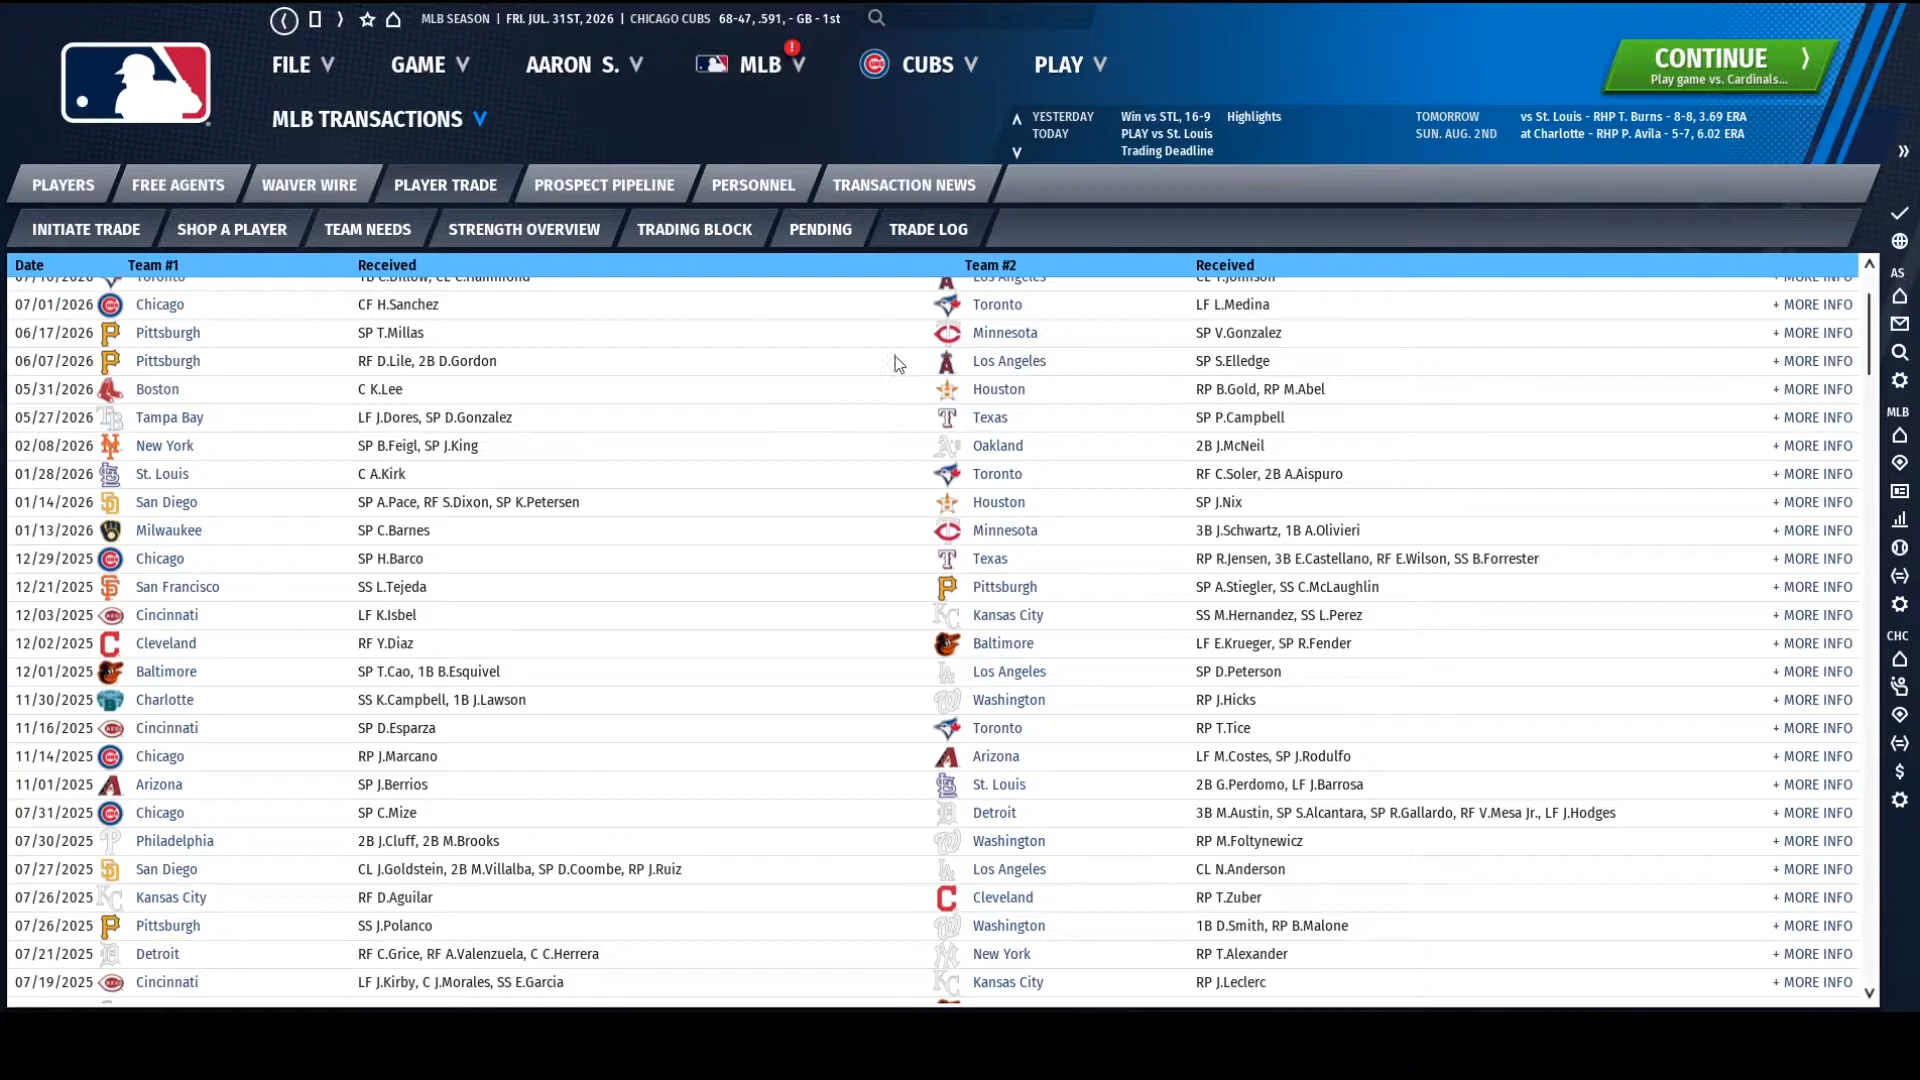 MLB SEASON | FRI. JUL. 31ST, 2026 | CHICAGO CUBS 68-47, .591, - GB - 1st
FILE GAME AARON S. MLB CUBS PLAY
CONTINUE
Play game vs. Cardinals...
MLB TRANSACTIONS
YESTERDAY Win vs STL, 16-9 Highlights TOMORROW vs St. Louis - RHP T. Burns - 8-8, 3.69 ERA
TODAY PLAY vs St. Louis SUN. AUG. 2ND at Charlotte - RHP P. Avila - 5-7, 6.02 ERA
Trading Deadline
PLAYERS FREE AGENTS WAIVER WIRE PLAYER TRADE PROSPECT PIPELINE PERSONNEL TRANSACTION NEWS
INITIATE TRADE SHOP A PLAYER TEAM NEEDS STRENGTH OVERVIEW TRADING BLOCK PENDING TRADE LOG
Date Team #1 Received Team #2 Received
Toronto 1B C.Dillow, CL C.Hammond Los Angeles CL T.Johnson + MORE INFO
07/01/2026 Chicago CF H.Sanchez Toronto LF L.Medina + MORE INFO
06/17/2026 Pittsburgh SP T.Millas Minnesota SP V.Gonzalez + MORE INFO
06/07/2026 Pittsburgh RF D.Lile, 2B D.Gordon Los Angeles SP S.Elledge + MORE INFO
05/31/2026 Boston C K.Lee Houston RP B.Gold, RP M.Abel + MORE INFO
05/27/2026 Tampa Bay LF J.Dores, SP D.Gonzalez Texas SP P.Campbell + MORE INFO
02/08/2026 New York SP B.Feigl, SP J.King Oakland 2B J.McNeil + MORE INFO
01/28/2026 St. Louis C A.Kirk Toronto RF C.Soler, 2B A.Aispuro + MORE INFO
01/14/2026 San Diego SP A.Pace, RF S.Dixon, SP K.Petersen Houston SP J.Nix + MORE INFO
01/13/2026 Milwaukee SP C.Barnes Minnesota 3B J.Schwartz, 1B A.Olivieri + MORE INFO
12/29/2025 Chicago SP H.Barco Texas RP R.Jensen, 3B E.Castellano, RF E.Wilson, SS B.Forrester + MORE INFO
12/21/2025 San Francisco SS L.Tejeda Pittsburgh SP A.Stiegler, SS C.McLaughlin + MORE INFO
12/03/2025 Cincinnati LF K.Isbel Kansas City SS M.Hernandez, SS L.Perez + MORE INFO
12/02/2025 Cleveland RF Y.Diaz Baltimore LF E.Krueger, SP R.Fender + MORE INFO
12/01/2025 Baltimore SP T.Cao, 1B B.Esquivel Los Angeles SP D.Peterson + MORE INFO
11/30/2025 Charlotte SS K.Campbell, 1B J.Lawson Washington RP J.Hicks + MORE INFO
11/16/2025 Cincinnati SP D.Esparza Toronto RP T.Tice + MORE INFO
11/14/2025 Chicago RP J.Marcano Arizona LF M.Costes, SP J.Rodulfo + MORE INFO
11/01/2025 Arizona SP J.Berrios St. Louis 2B G.Perdomo, LF J.Barrosa + MORE INFO
07/31/2025 Chicago SP C.Mize Detroit 3B M.Austin, SP S.Alcantara, SP R.Gallardo, RF V.Mesa Jr., LF J.Hodges + MORE INFO
07/30/2025 Philadelphia 2B J.Cluff, 2B M.Brooks Washington RP M.Foltynewicz + MORE INFO
07/27/2025 San Diego CL J.Goldstein, 2B M.Villalba, SP D.Coombe, RP J.Ruiz Los Angeles CL N.Anderson + MORE INFO
07/26/2025 Kansas City RF D.Aguilar Cleveland RP T.Zuber + MORE INFO
07/26/2025 Pittsburgh SS J.Polanco Washington 1B D.Smith, RP B.Malone + MORE INFO
07/21/2025 Detroit RF C.Grice, RF A.Valenzuela, C C.Herrera New York RP T.Alexander + MORE INFO
07/19/2025 Cincinnati LF J.Kirby, C J.Morales, SS E.Garcia Kansas City RP J.Leclerc + MORE INFO
AS
MLB
CHC